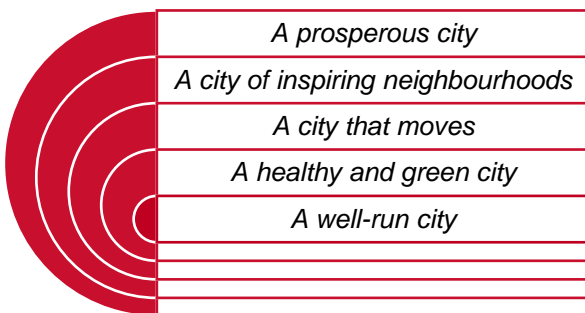 A prosperous city
A city of inspiring neighbourhoods
A city that moves
A healthy and green city
A well-run city